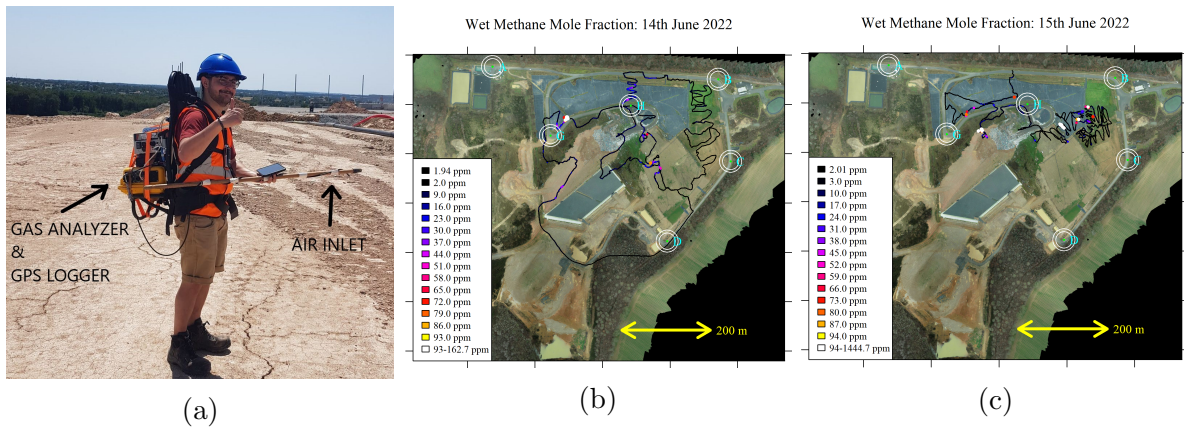 Wet Methane Mole Fraction: 14th June 2022
Wet Methane Mole Fraction: 15th June 2022
GAS ANALYZER
&
GPS LOGGER
AIR INLET
1.94 ppm
2.0 ppm
9.0 ppm
16.0 ppm
23.0 ppm
30.0 ppm
37.0 ppm
44.0 ppm
51.0 ppm
58.0 ppm
65.0 ppm
72.0 ppm
79.0 ppm
86.0 ppm
93.0 ppm
93-162.7 ppm
200 m
2.01 ppm
3.0 ppm
10.0 ppm
17.0 ppm
24.0 ppm
31.0 ppm
38.0 ppm
45.0 ppm
52.0 ppm
59.0 ppm
66.0 ppm
73.0 ppm
80.0 ppm
87.0 ppm
94.0 ppm
94-1444.7 ppm
200 m
(a)
(b)
(c)